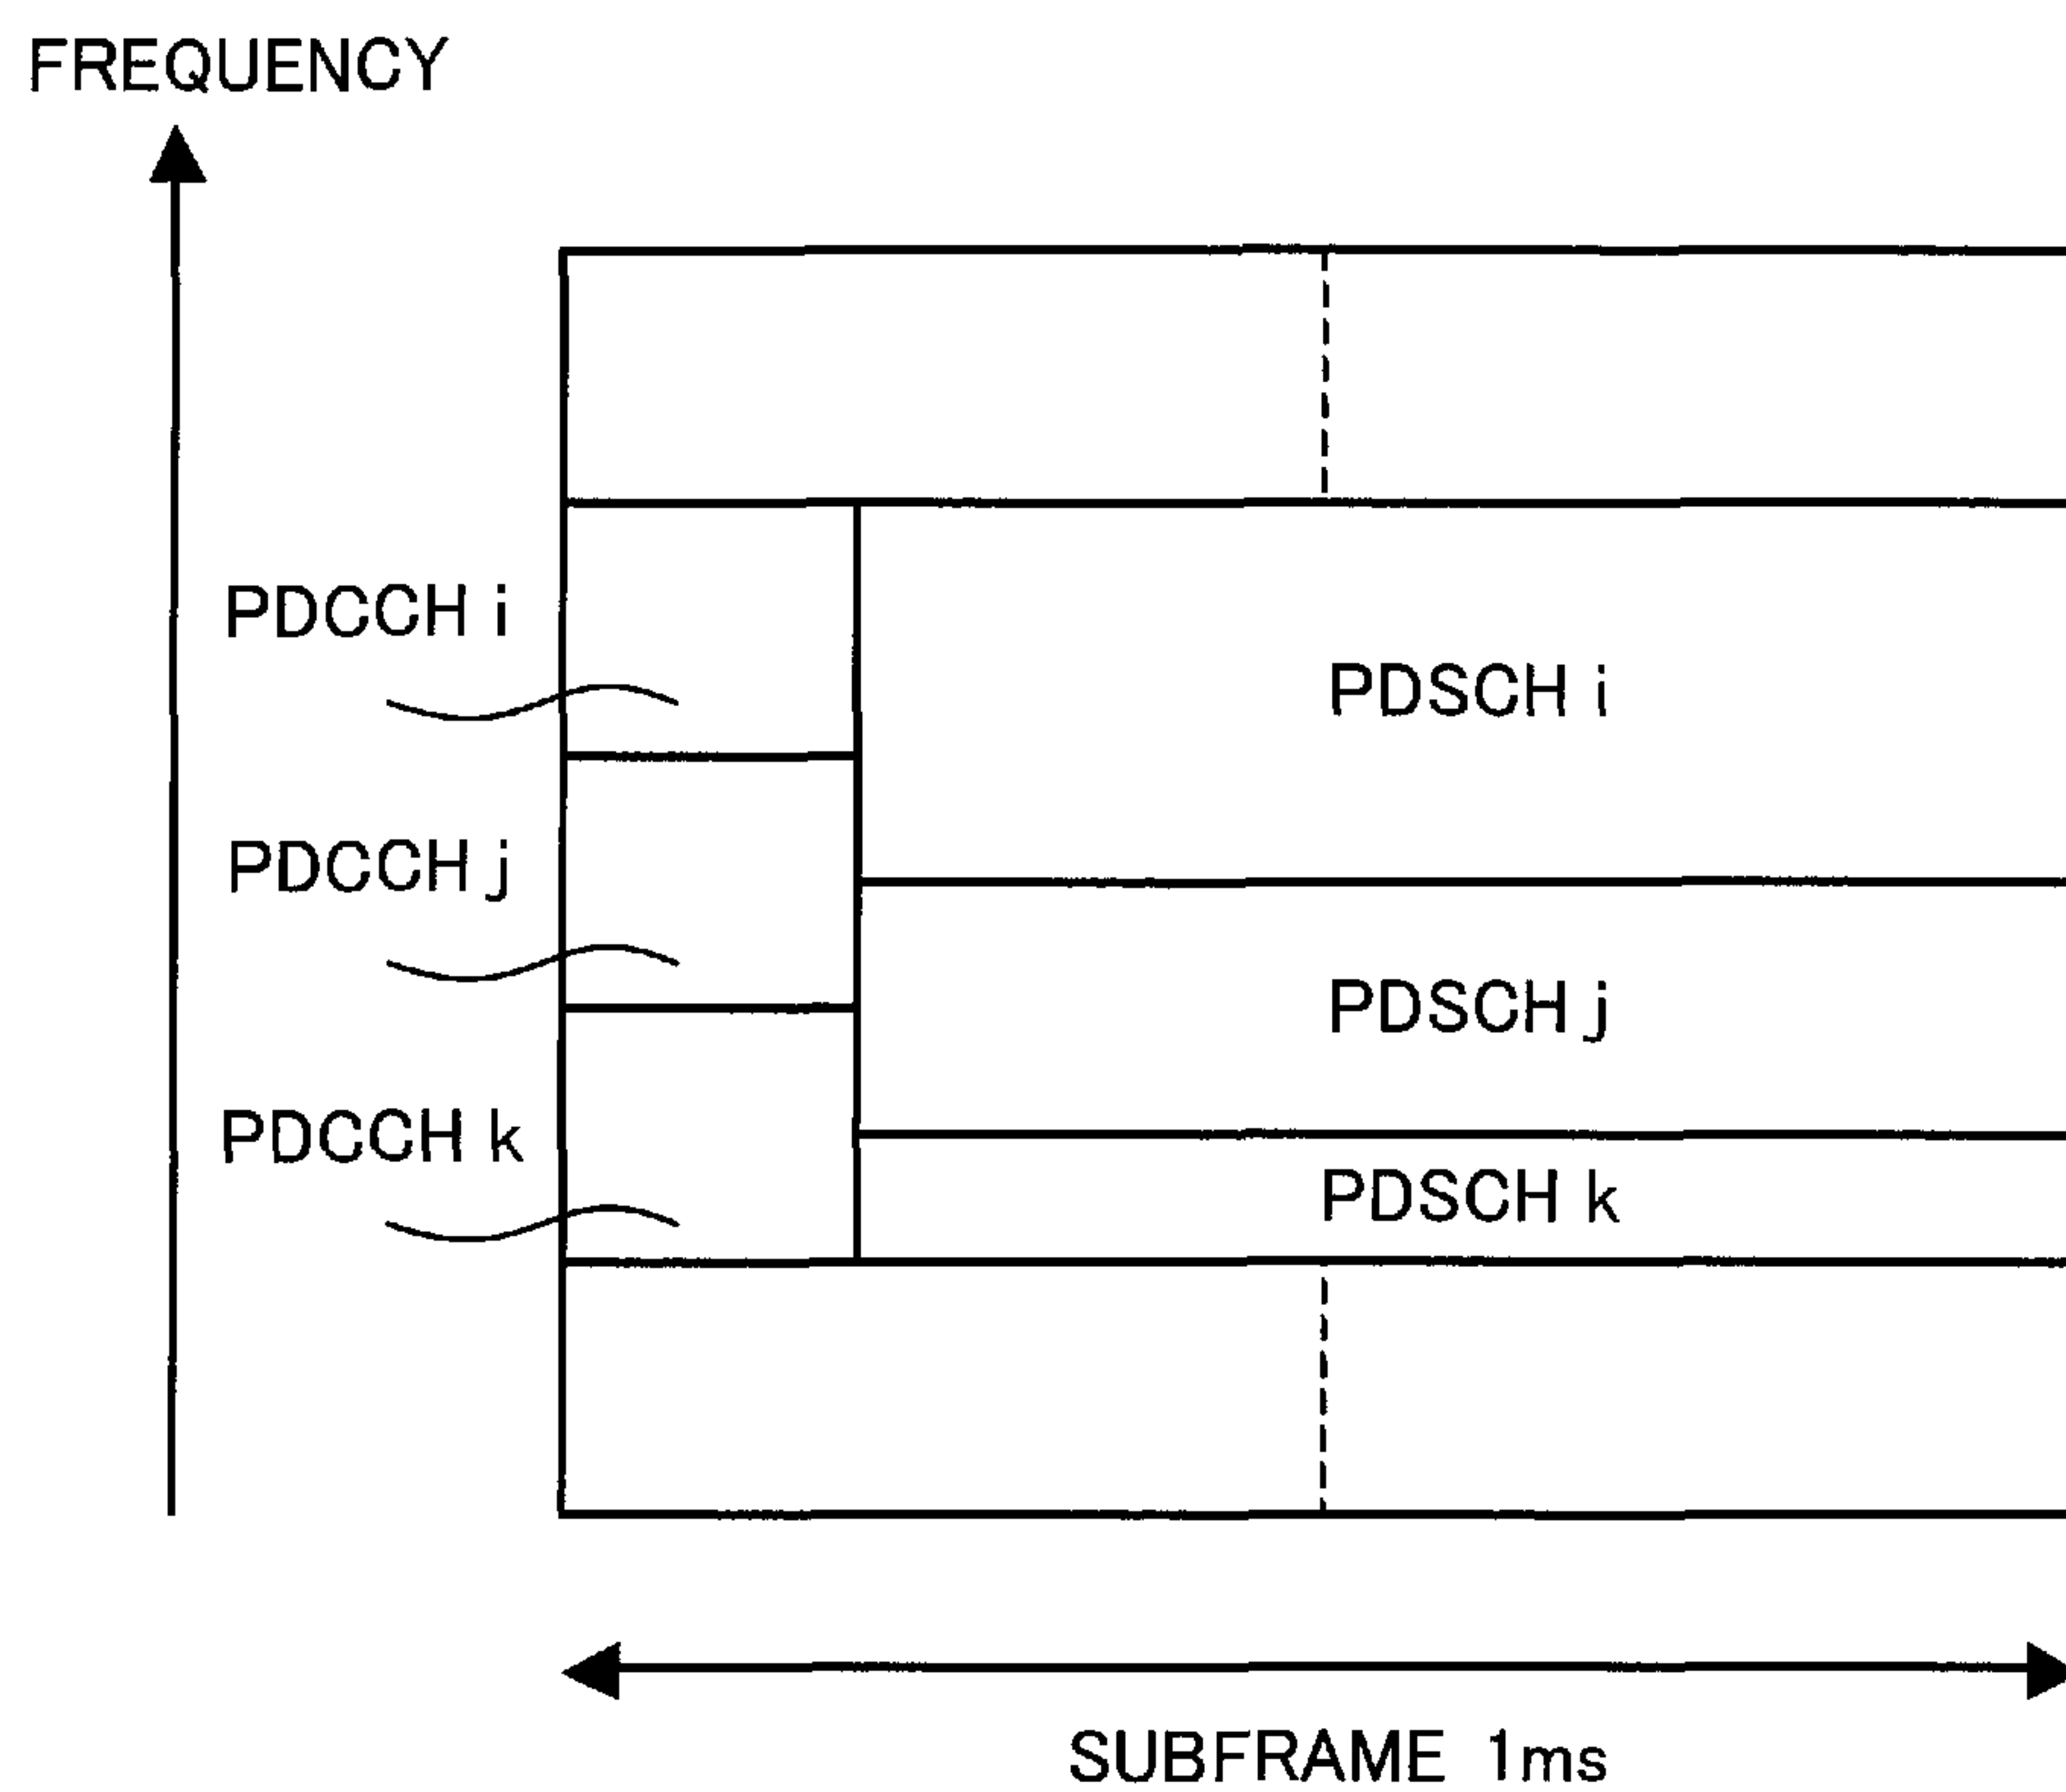 FREQUENCY
PDCCH i
PDSCH i
PDCCH j
PDSCH j
PDCCH k
PDSCH k
SUBFRAME 1ms